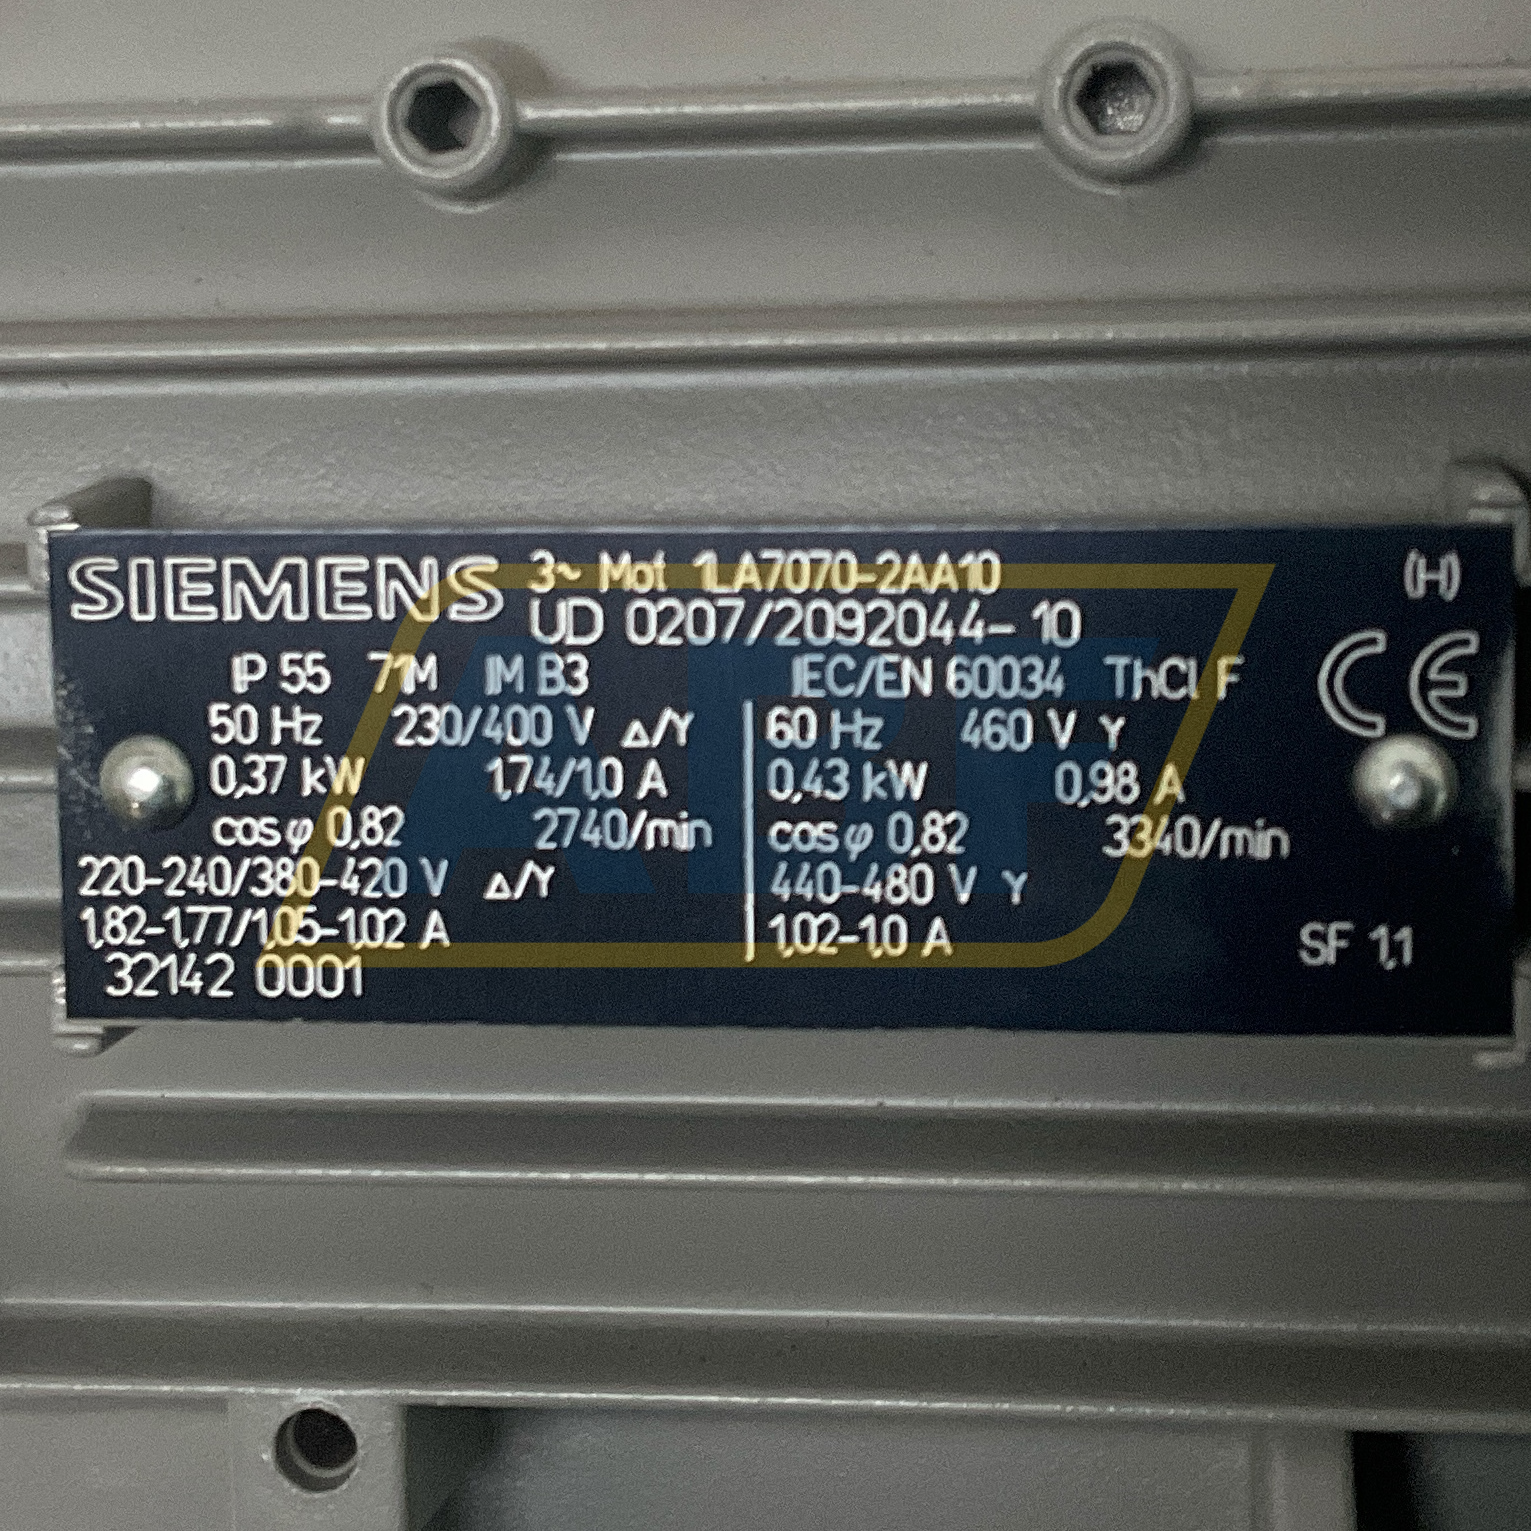 SIEMENS
3~ Mot 1LA7070-2AA10
(H)
UD 0207/2092044-10
IP 55 71M IM B3 IEC/EN 60034 ThCl F
CE
50 Hz 230/400 V Δ/Y
0,37 kW 1,74/1,0 A
cosφ 0,82 2740/min
220-240/380-420 V Δ/Y
1,82-1,77/1,05-1,02 A
32142 0001
60 Hz 460 V Y
0,43 kW 0,98 A
cosφ 0,82 3340/min
440-480 V Y
1,02-1,0 A
SF 1,1